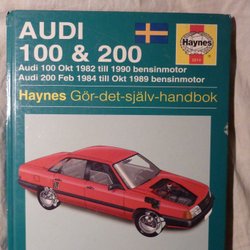 AUDI
100 & 200
Haynes
Audi 100 Okt 1982 till 1990 bensinmotor
Audi 200 Feb 1984 till Okt 1989 bensinmotor
Haynes Gör-det-själv-handbok